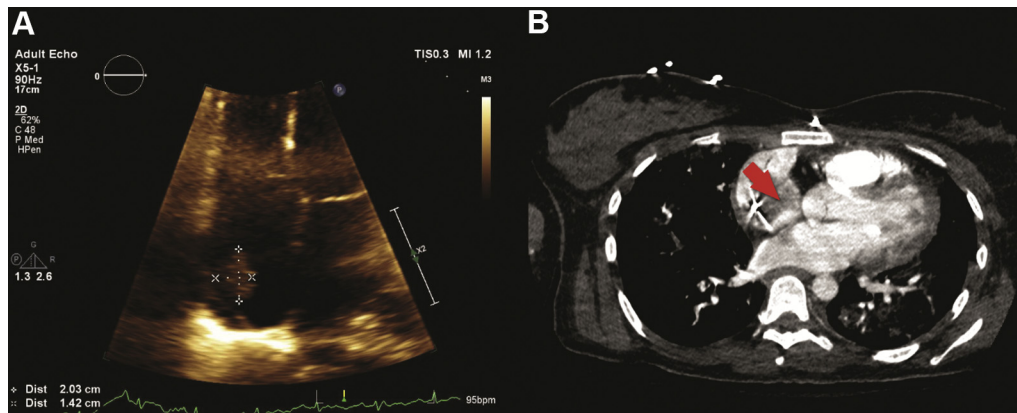 A
Adult Echo
X5-1
90Hz
17cm
0
2D
62%
C 48
P Med
HPen
TIS0.3 MI 1.2
M3
P
X2
G
P R
1.3 2.6
Dist 2.03 cm
Dist 1.42 cm
95bpm
B